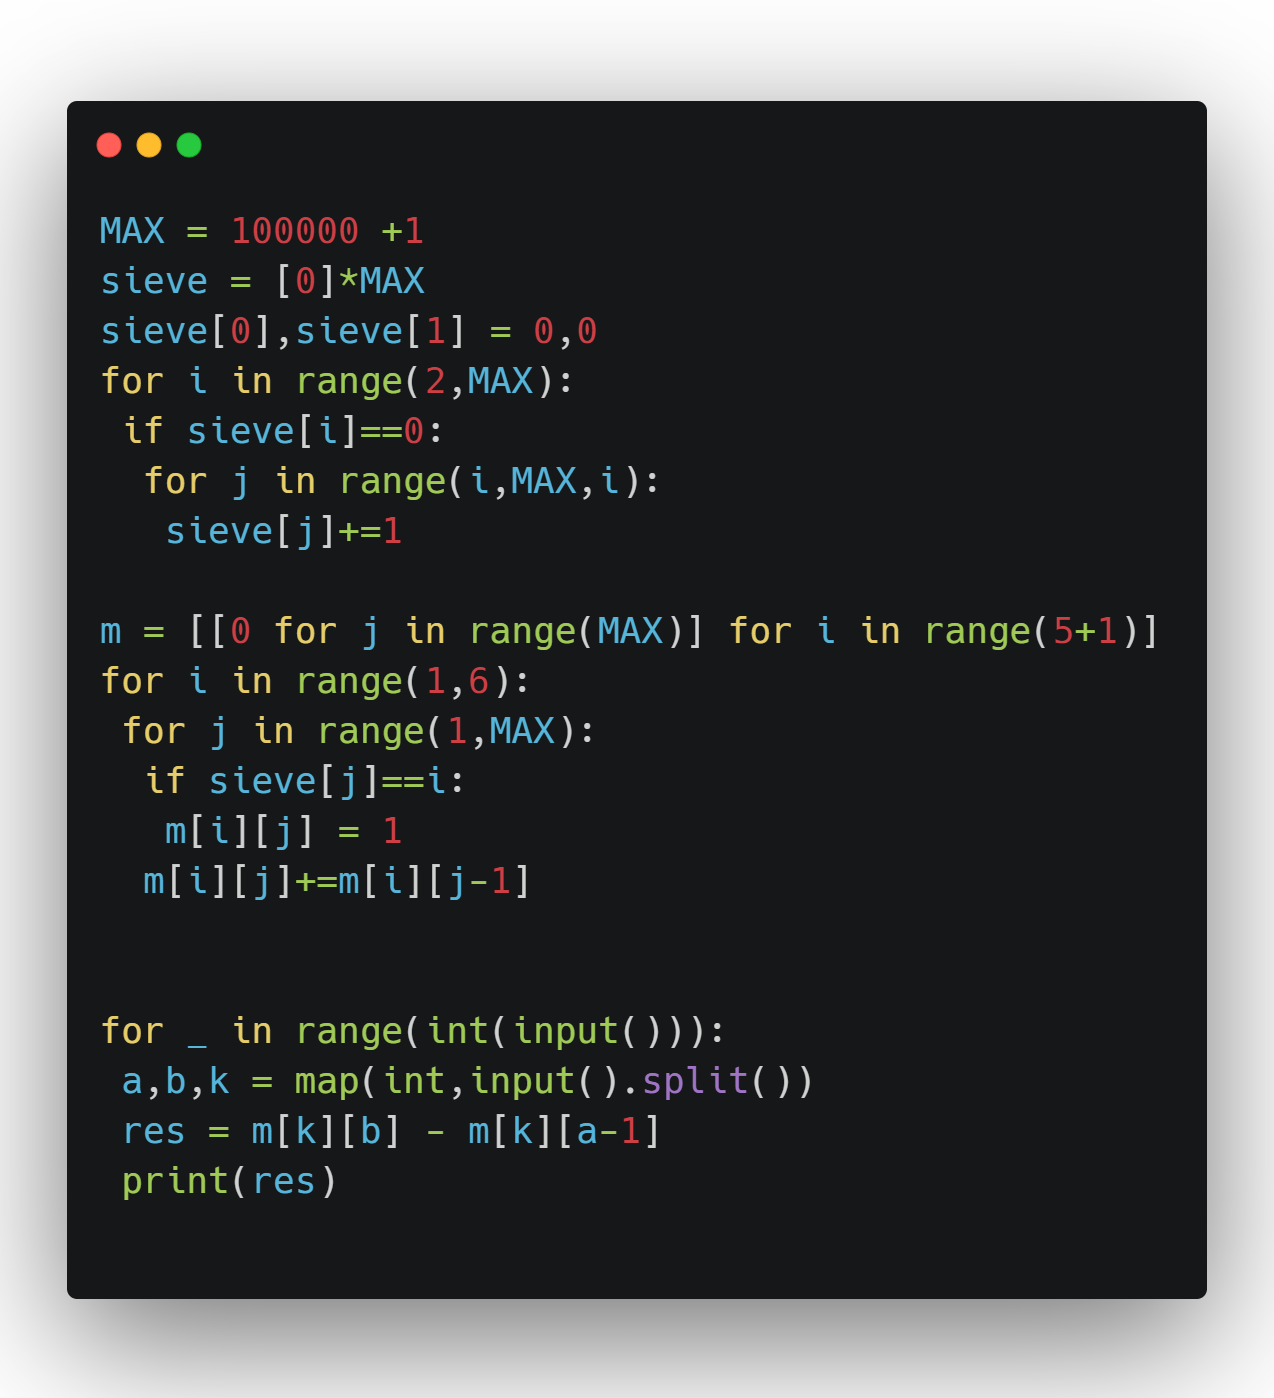 MAX = 100000 +1
sieve = [0]*MAX
sieve[0],sieve[1] = 0,0
for i in range(2,MAX):
 if sieve[i]==0:
  for j in range(i,MAX,i):
   sieve[j]+=1

m = [[0 for j in range(MAX)] for i in range(5+1)]
for i in range(1,6):
 for j in range(1,MAX):
  if sieve[j]==i:
   m[i][j] = 1
  m[i][j]+=m[i][j-1]


for _ in range(int(input())):
 a,b,k = map(int,input().split())
 res = m[k][b] - m[k][a-1]
 print(res)